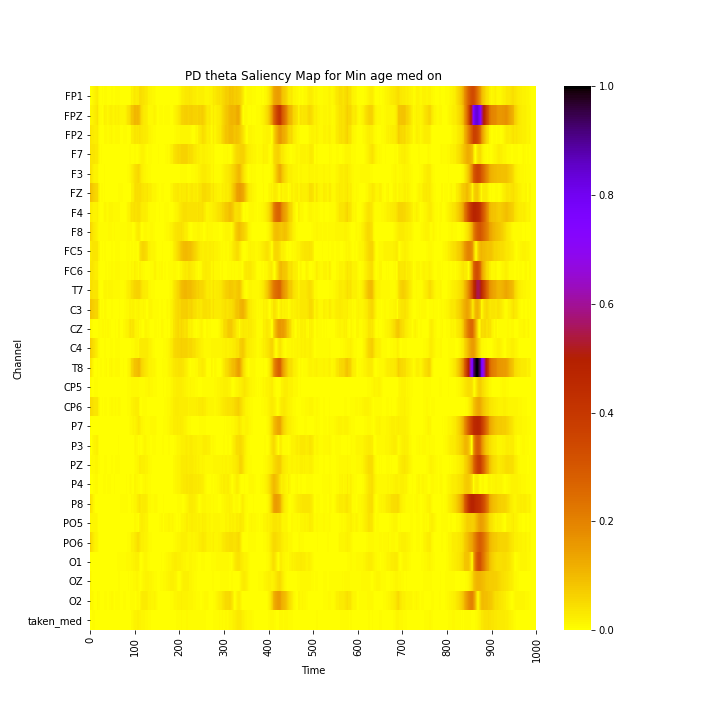 PD theta Saliency Map for Min age med on
FP1
FPZ
FP2
F7
F3
FZ
F4
F8
FC5
FC6
T7
C3
CZ
C4
T8
CP5
CP6
P7
P3
PZ
P4
P8
PO5
PO6
O1
OZ
O2
taken_med
Channel
0
100
200
300
400
500
600
700
800
900
1000
Time
1.0
0.8
0.6
0.4
0.2
0.0